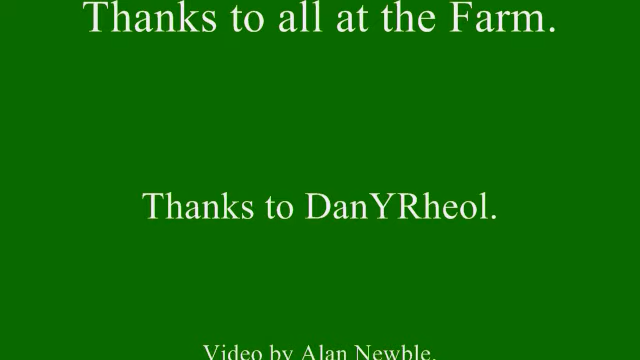 Thanks to all at the Farm.
Thanks to DanYRheol.
Video by Alan Newble.